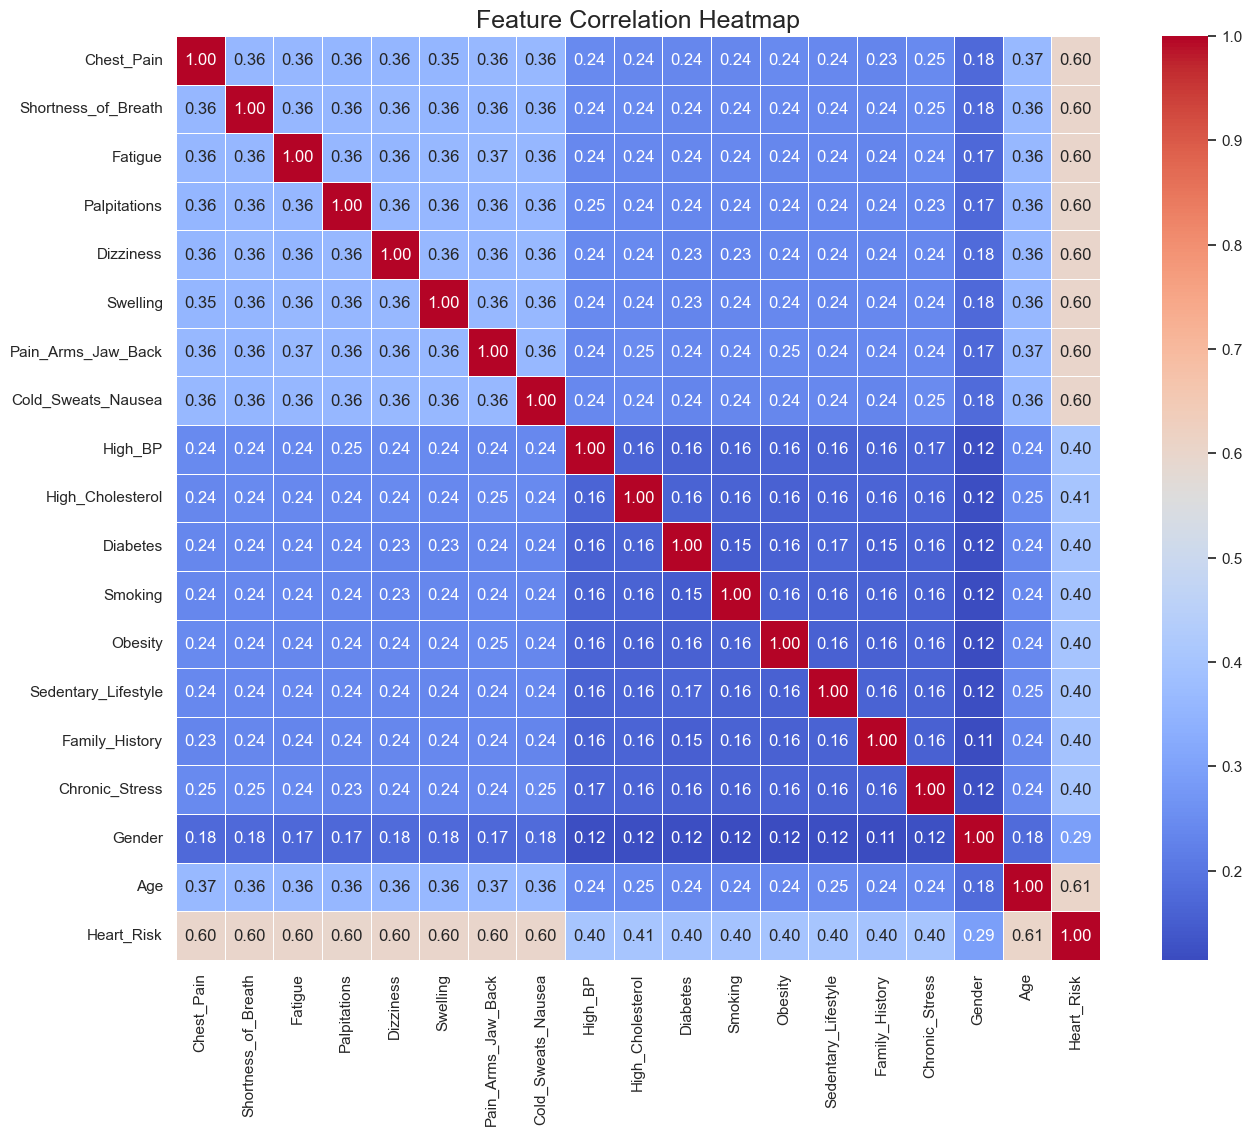 Feature Correlation Heatmap
Chest_Pain 1.00 0.36 0.36 0.36 0.36 0.35 0.36 0.36 0.24 0.24 0.24 0.24 0.24 0.24 0.23 0.25 0.18 0.37 0.60
Shortness_of_Breath 0.36 1.00 0.36 0.36 0.36 0.36 0.36 0.36 0.24 0.24 0.24 0.24 0.24 0.24 0.24 0.25 0.18 0.36 0.60
Fatigue 0.36 0.36 1.00 0.36 0.36 0.36 0.37 0.36 0.24 0.24 0.24 0.24 0.24 0.24 0.24 0.24 0.17 0.36 0.60
Palpitations 0.36 0.36 0.36 1.00 0.36 0.36 0.36 0.36 0.25 0.24 0.24 0.24 0.24 0.24 0.24 0.23 0.17 0.36 0.60
Dizziness 0.36 0.36 0.36 0.36 1.00 0.36 0.36 0.36 0.24 0.24 0.23 0.23 0.24 0.24 0.24 0.24 0.18 0.36 0.60
Swelling 0.35 0.36 0.36 0.36 0.36 1.00 0.36 0.36 0.24 0.24 0.23 0.24 0.24 0.24 0.24 0.24 0.18 0.36 0.60
Pain_Arms_Jaw_Back 0.36 0.36 0.37 0.36 0.36 0.36 1.00 0.36 0.24 0.25 0.24 0.24 0.25 0.24 0.24 0.24 0.17 0.37 0.60
Cold_Sweats_Nausea 0.36 0.36 0.36 0.36 0.36 0.36 0.36 1.00 0.24 0.24 0.24 0.24 0.24 0.24 0.24 0.25 0.18 0.36 0.60
High_BP 0.24 0.24 0.24 0.25 0.24 0.24 0.24 0.24 1.00 0.16 0.16 0.16 0.16 0.16 0.16 0.17 0.12 0.24 0.40
High_Cholesterol 0.24 0.24 0.24 0.24 0.24 0.24 0.25 0.24 0.16 1.00 0.16 0.16 0.16 0.16 0.16 0.16 0.12 0.25 0.41
Diabetes 0.24 0.24 0.24 0.24 0.23 0.23 0.24 0.24 0.16 0.16 1.00 0.15 0.16 0.17 0.15 0.16 0.12 0.24 0.40
Smoking 0.24 0.24 0.24 0.24 0.23 0.24 0.24 0.24 0.16 0.16 0.15 1.00 0.16 0.16 0.16 0.16 0.12 0.24 0.40
Obesity 0.24 0.24 0.24 0.24 0.24 0.24 0.25 0.24 0.16 0.16 0.16 0.16 1.00 0.16 0.16 0.16 0.12 0.24 0.40
Sedentary_Lifestyle 0.24 0.24 0.24 0.24 0.24 0.24 0.24 0.24 0.16 0.16 0.17 0.16 0.16 1.00 0.16 0.16 0.12 0.25 0.40
Family_History 0.23 0.24 0.24 0.24 0.24 0.24 0.24 0.24 0.16 0.16 0.15 0.16 0.16 0.16 1.00 0.16 0.11 0.24 0.40
Chronic_Stress 0.25 0.25 0.24 0.23 0.24 0.24 0.24 0.25 0.17 0.16 0.16 0.16 0.16 0.16 0.16 1.00 0.12 0.24 0.40
Gender 0.18 0.18 0.17 0.17 0.18 0.18 0.17 0.18 0.12 0.12 0.12 0.12 0.12 0.12 0.11 0.12 1.00 0.18 0.29
Age 0.37 0.36 0.36 0.36 0.36 0.36 0.37 0.36 0.24 0.25 0.24 0.24 0.24 0.25 0.24 0.24 0.18 1.00 0.61
Heart_Risk 0.60 0.60 0.60 0.60 0.60 0.60 0.60 0.60 0.40 0.41 0.40 0.40 0.40 0.40 0.40 0.40 0.29 0.61 1.00
Chest_Pain
Shortness_of_Breath
Fatigue
Palpitations
Dizziness
Swelling
Pain_Arms_Jaw_Back
Cold_Sweats_Nausea
High_BP
High_Cholesterol
Diabetes
Smoking
Obesity
Sedentary_Lifestyle
Family_History
Chronic_Stress
Gender
Age
Heart_Risk
1.0
0.9
0.8
0.7
0.6
0.5
0.4
0.3
0.2